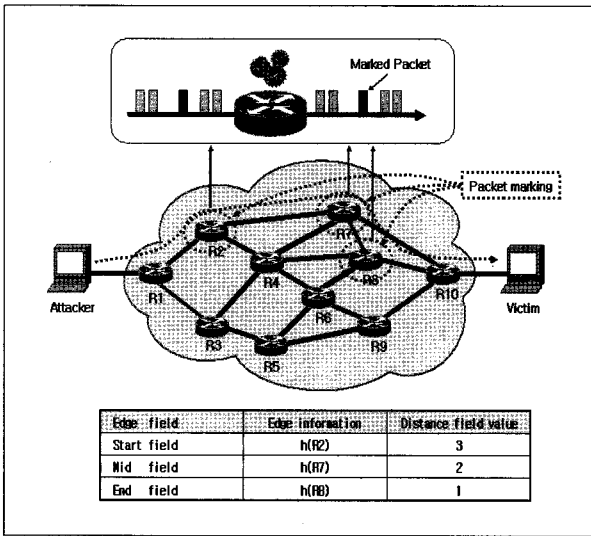 Marked Packet
Packet marking
R1
R2
R3
R4
R5
R6
R7
R8
R9
R10
Attacker
Victim
Edge field Edge information Distance field value
Start field h(R2) 3
Mid field h(R7) 2
End field h(R8) 1